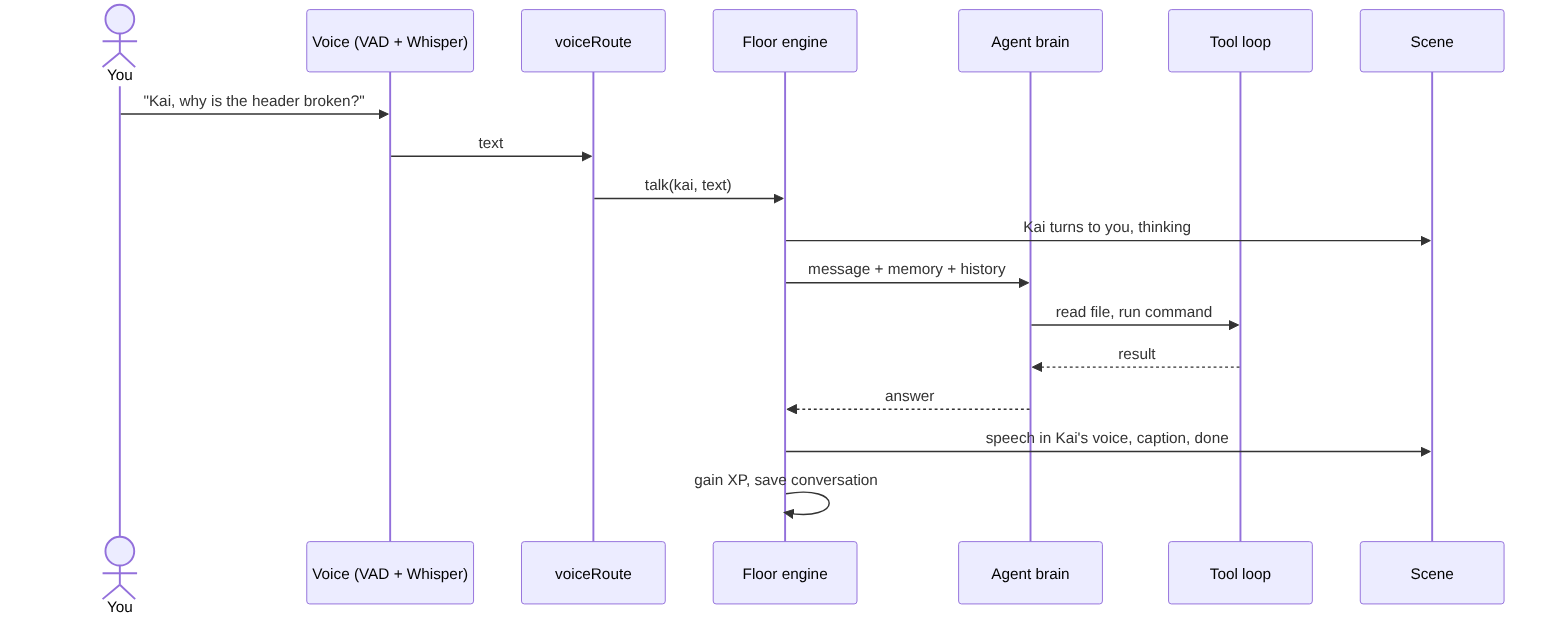 You
Voice (VAD + Whisper)
voiceRoute
Floor engine
Agent brain
Tool loop
Scene
"Kai, why is the header broken?"
text
talk(kai, text)
Kai turns to you, thinking
message + memory + history
read file, run command
result
answer
speech in Kai's voice, caption, done
gain XP, save conversation
You
Voice (VAD + Whisper)
voiceRoute
Floor engine
Agent brain
Tool loop
Scene